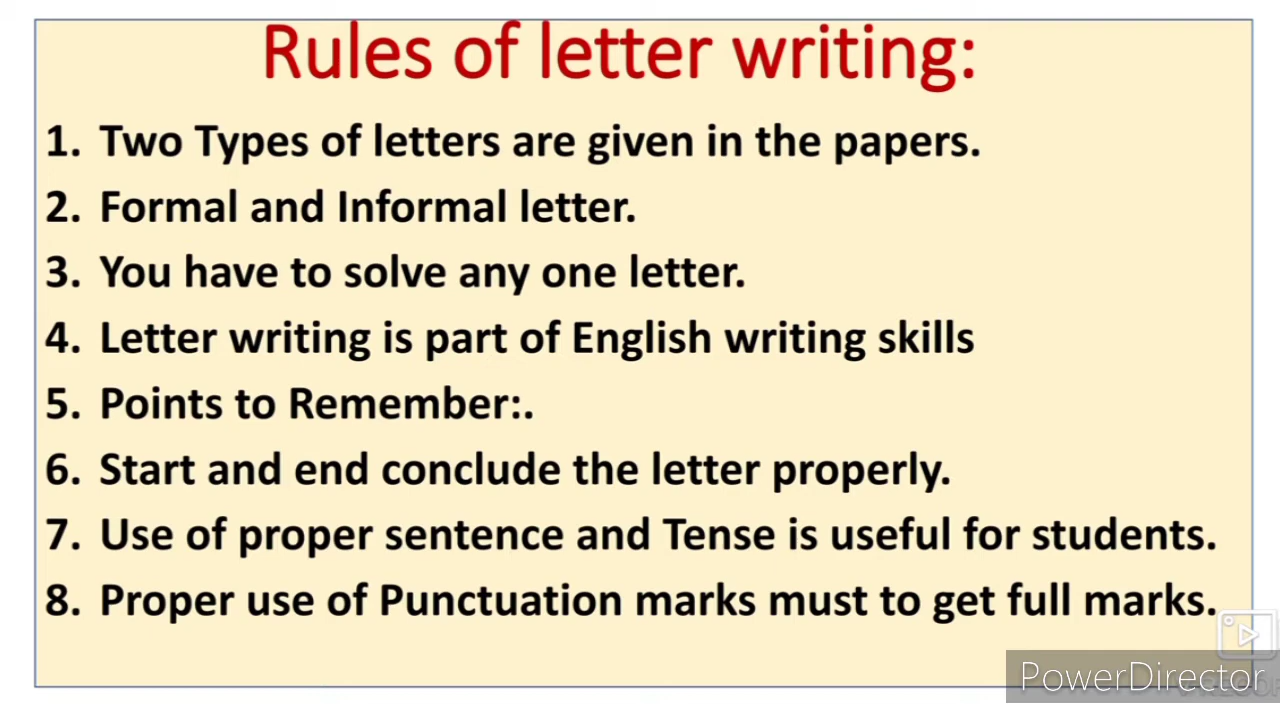 Rules of letter writing:
1. Two Types of letters are given in the papers.
2. Formal and Informal letter.
3. You have to solve any one letter.
4. Letter writing is part of English writing skills
5. Points to Remember:.
6. Start and end conclude the letter properly.
7. Use of proper sentence and Tense is useful for students.
8. Proper use of Punctuation marks must to get full marks.
PowerDirector